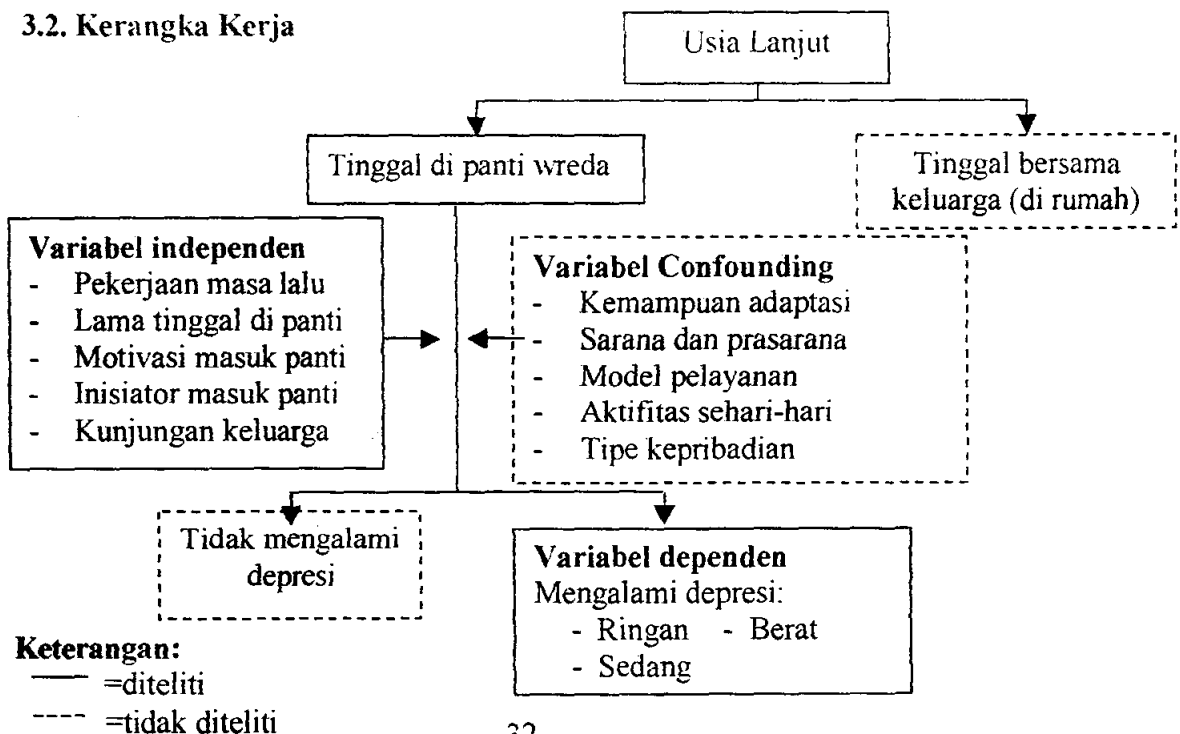 3.2. Kerangka Kerja
Usia Lanjut
Tinggal di panti wreda
Tinggal bersama
keluarga (di rumah)
Variabel independen
- Pekerjaan masa lalu
- Lama tinggal di panti
- Motivasi masuk panti
- Inisiator masuk panti
- Kunjungan keluarga
Variabel Confounding
- Kemampuan adaptasi
- Sarana dan prasarana
- Model pelayanan
- Aktifitas sehari-hari
- Tipe kepribadian
Tidak mengalami
depresi
Variabel dependen
Mengalami depresi:
- Ringan - Berat
- Sedang
Keterangan:
=diteliti
=tidak diteliti
32